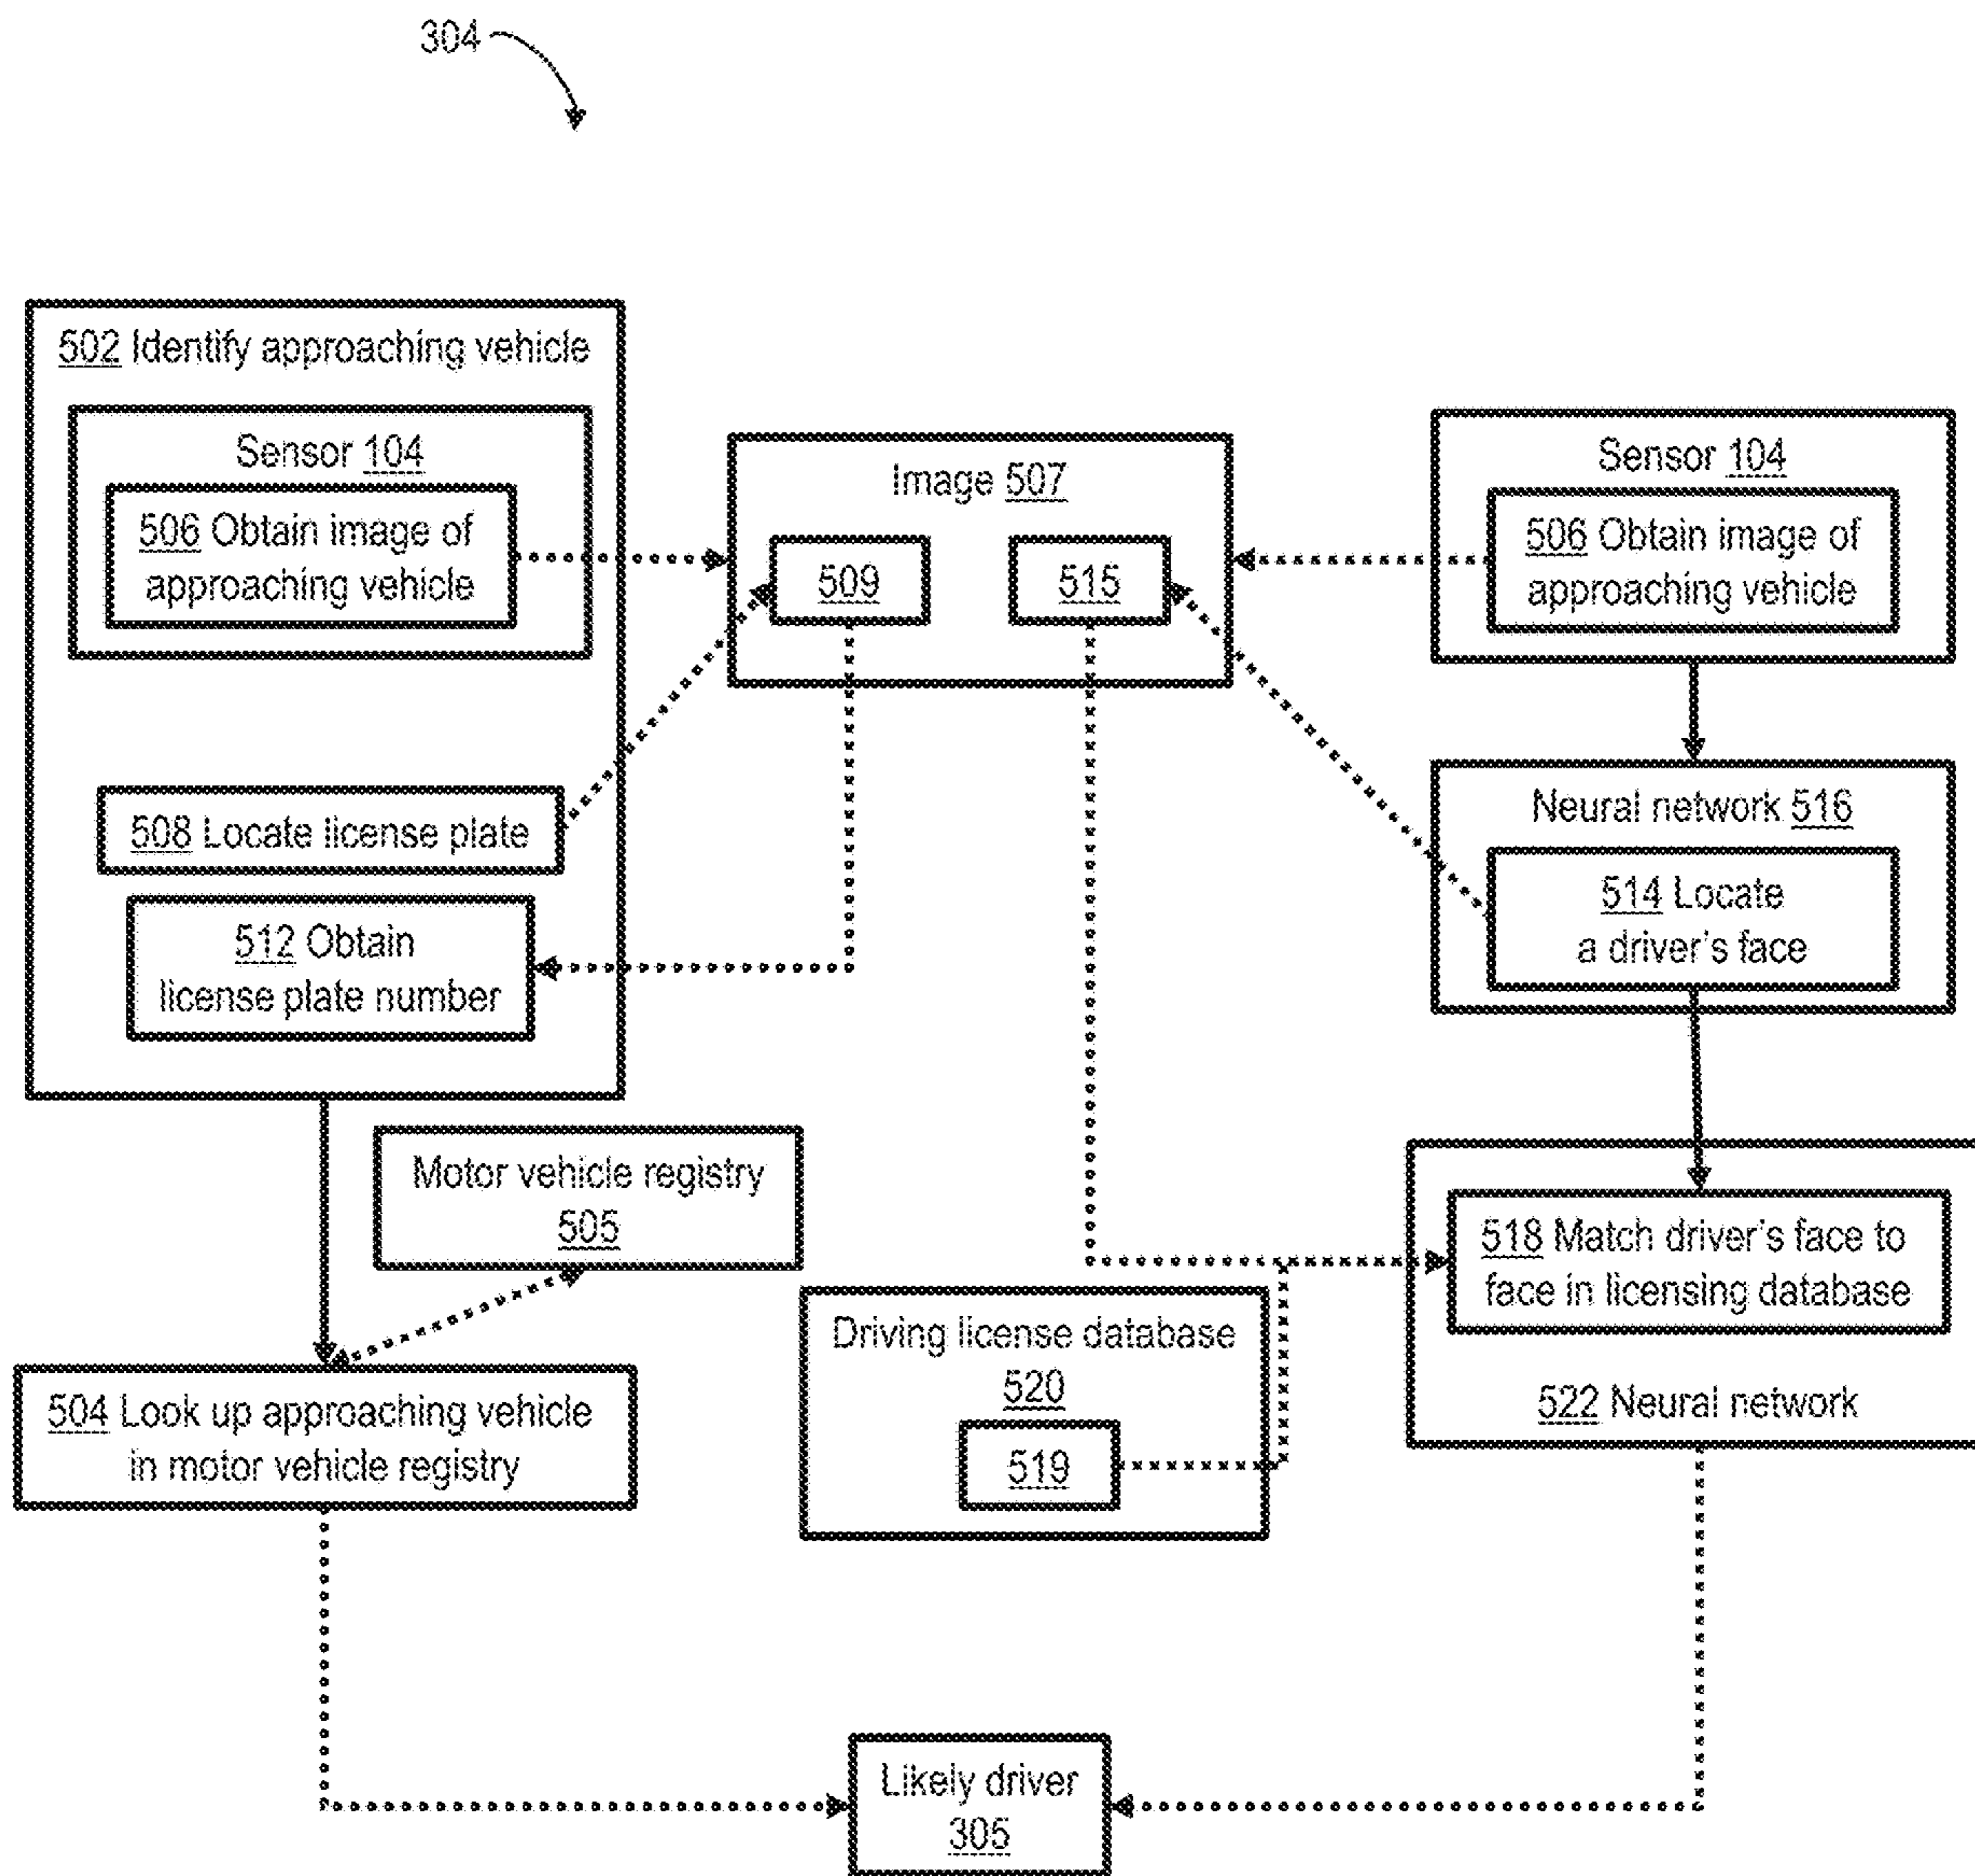 304
502 Identify approaching vehicle
Sensor 104
506 Obtain image of
approaching vehicle
508 Locate license plate
512 Obtain
license plate number
Image 507
509
515
Sensor 104
506 Obtain image of
approaching vehicle
Neural network 516
514 Locate
a driver's face
Motor vehicle registry
505
504 Look up approaching vehicle
in motor vehicle registry
Driving license database
520
519
518 Match driver's face to
face in licensing database
522 Neural network
Likely driver
305